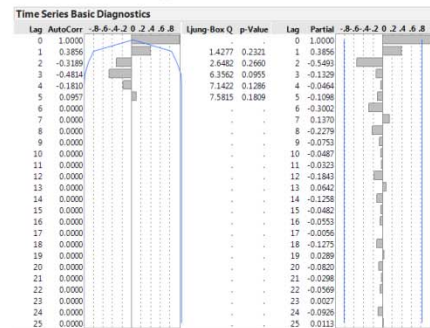 Time Series Basic Diagnostics
Lag AutoCorr -.8-.6-.4-.2 0 .2 .4 .6 .8 Ljung-Box Q p-Value Lag Partial -.8-.6-.4-.2 0 .2 .4 .6 .8
0 1.0000 . . 0 1.0000
1 0.3856 1.4277 0.2321 1 0.3856
2 -0.3189 2.6482 0.2660 2 -0.5493
3 -0.4814 6.3562 0.0955 3 -0.1329
4 -0.1810 7.1422 0.1286 4 -0.0464
5 0.0957 7.5815 0.1809 5 -0.1098
6 0.0000 . . 6 -0.3002
7 0.0000 . . 7 0.1370
8 0.0000 . . 8 -0.2279
9 0.0000 . . 9 -0.0753
10 0.0000 . . 10 -0.0487
11 0.0000 . . 11 -0.0323
12 0.0000 . . 12 -0.1843
13 0.0000 . . 13 0.0642
14 0.0000 . . 14 -0.1258
15 0.0000 . . 15 -0.0482
16 0.0000 . . 16 -0.0553
17 0.0000 . . 17 -0.0056
18 0.0000 . . 18 -0.1275
19 0.0000 . . 19 0.0289
20 0.0000 . . 20 -0.0820
21 0.0000 . . 21 -0.0298
22 0.0000 . . 22 -0.0569
23 0.0000 . . 23 0.0027
24 0.0000 . . 24 -0.0926
25 0.0000 . . 25 0.0113